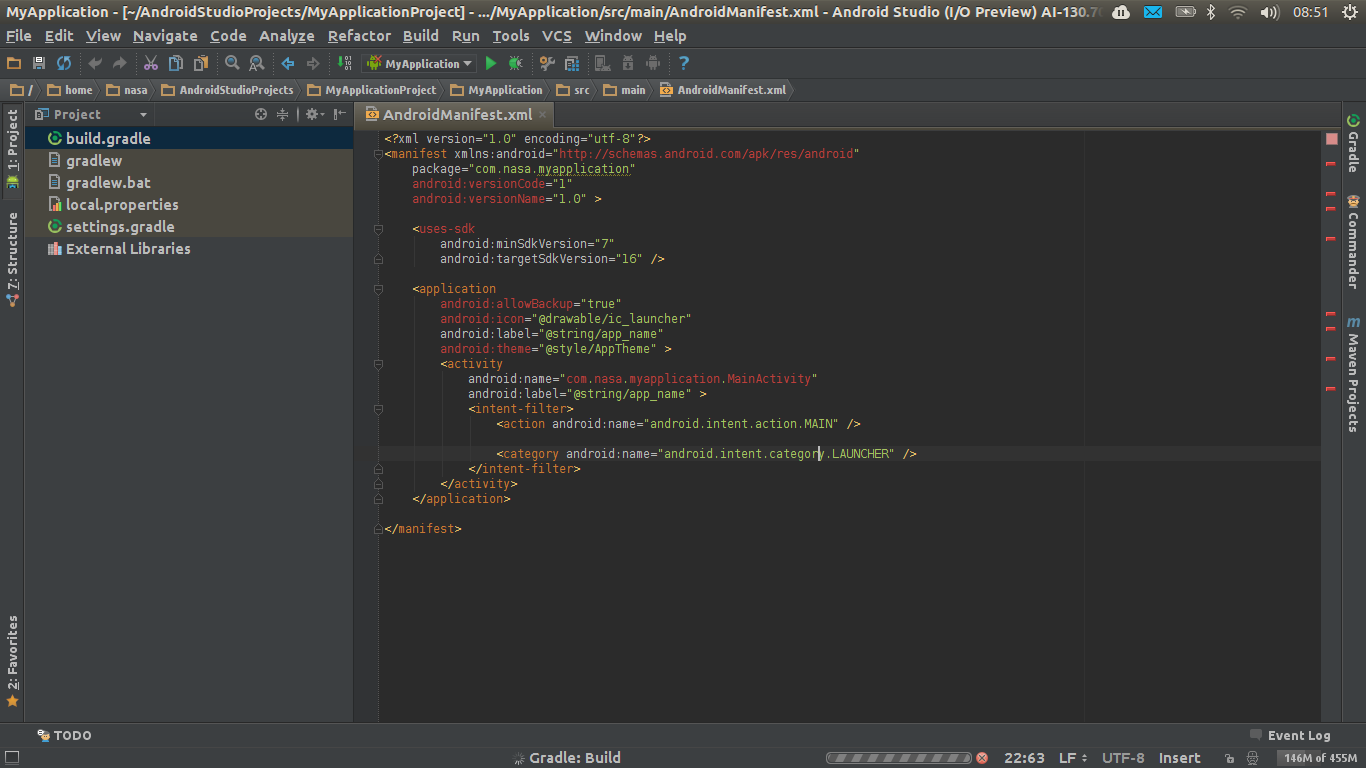 MyApplication - [~/AndroidStudioProjects/MyApplicationProject] - .../MyApplication/src/main/AndroidManifest.xml - Android Studio (I/O Preview) AI-130.
08:51
File Edit View Navigate Code Analyze Refactor Build Run Tools VCS Window Help
MyApplication
/ home nasa AndroidStudioProjects MyApplicationProject MyApplication src main AndroidManifest.xml
1: Project
7: Structure
2: Favorites
Project
build.gradle
gradlew
gradlew.bat
local.properties
settings.gradle
External Libraries
AndroidManifest.xml
<?xml version="1.0" encoding="utf-8"?>
<manifest xmlns:android="http://schemas.android.com/apk/res/android"
package="com.nasa.myapplication"
android:versionCode="1"
android:versionName="1.0" >
<uses-sdk
android:minSdkVersion="7"
android:targetSdkVersion="16" />
<application
android:allowBackup="true"
android:icon="@drawable/ic_launcher"
android:label="@string/app_name"
android:theme="@style/AppTheme" >
<activity
android:name="com.nasa.myapplication.MainActivity"
android:label="@string/app_name" >
<intent-filter>
<action android:name="android.intent.action.MAIN" />
<category android:name="android.intent.category.LAUNCHER" />
</intent-filter>
</activity>
</application>
</manifest>
Gradle
Commander
m Maven Projects
TODO
Event Log
Gradle: Build
22:63 LF UTF-8 Insert
146M of 455M